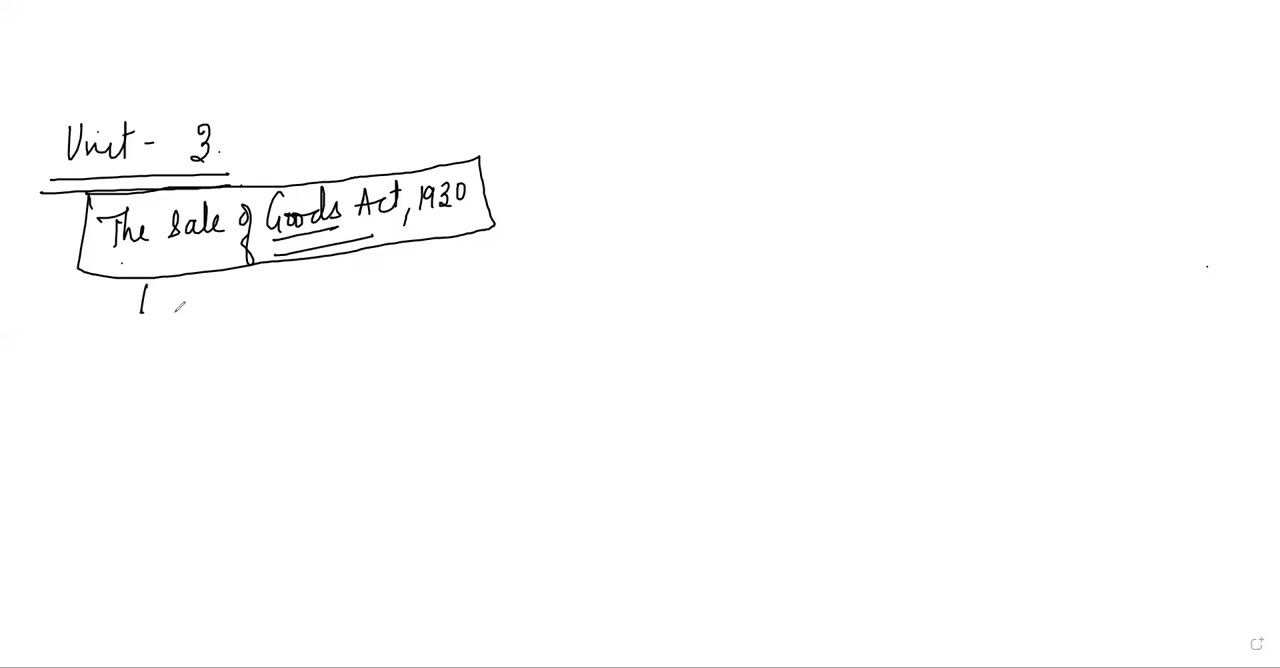 Unit - 3.
The Sale of Goods Act, 1930